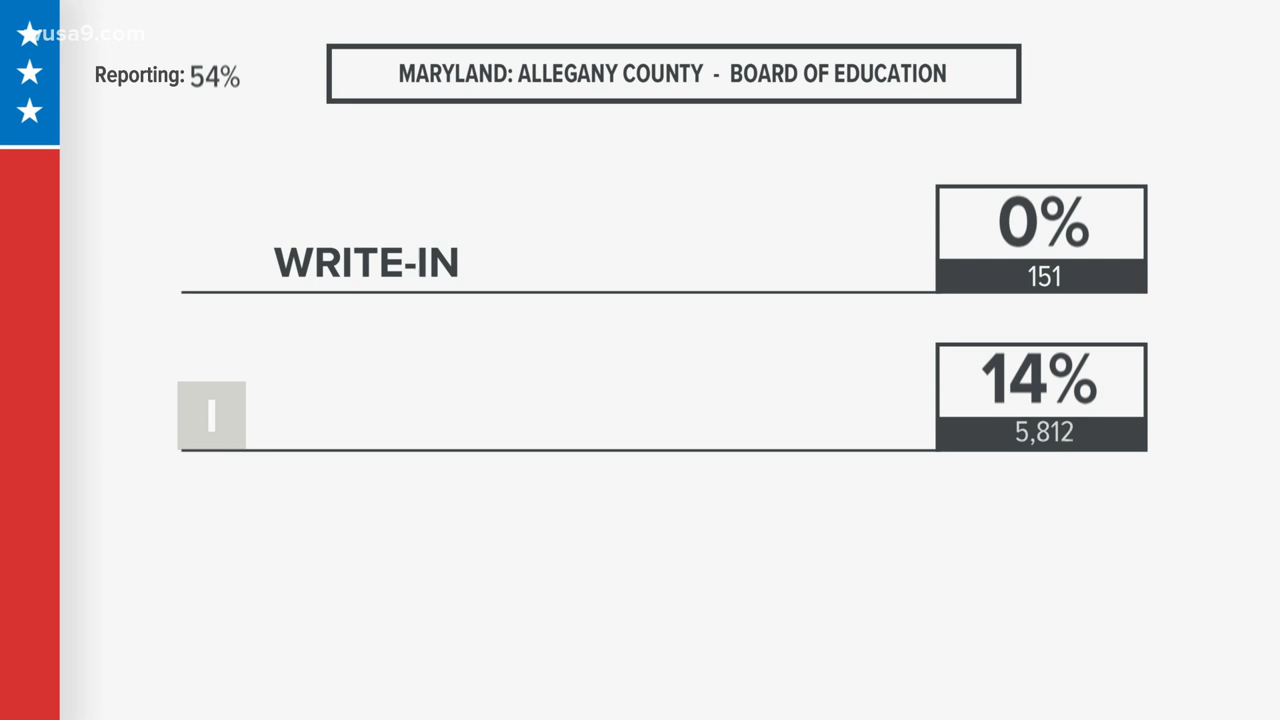 wusa9.com
Reporting: 54%
MARYLAND: ALLEGANY COUNTY - BOARD OF EDUCATION
WRITE-IN
0%
151
I
14%
5,812